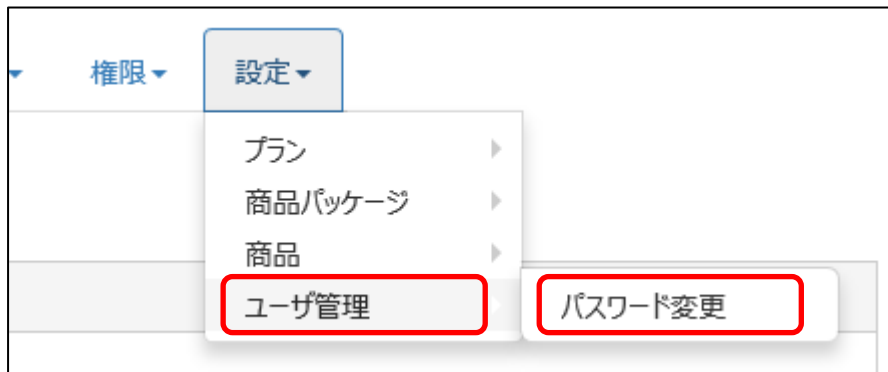 権限 設定
プラン
商品パッケージ
商品
ユーザ管理 パスワード変更